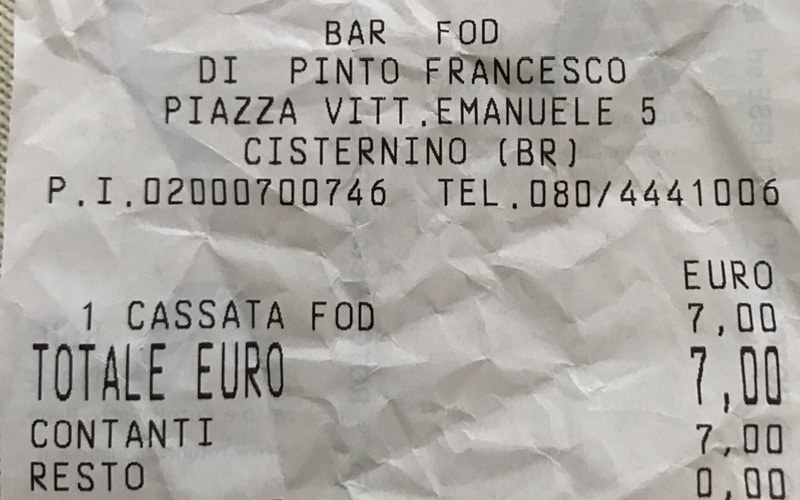 BAR FOD
DI PINTO FRANCESCO
PIAZZA VITT.EMANUELE 5
CISTERNINO (BR)
P.I.02000700746 TEL.080/4441006
EURO
1 CASSATA FOD 7,00
TOTALE EURO 7,00
CONTANTI 7,00
RESTO 0,00